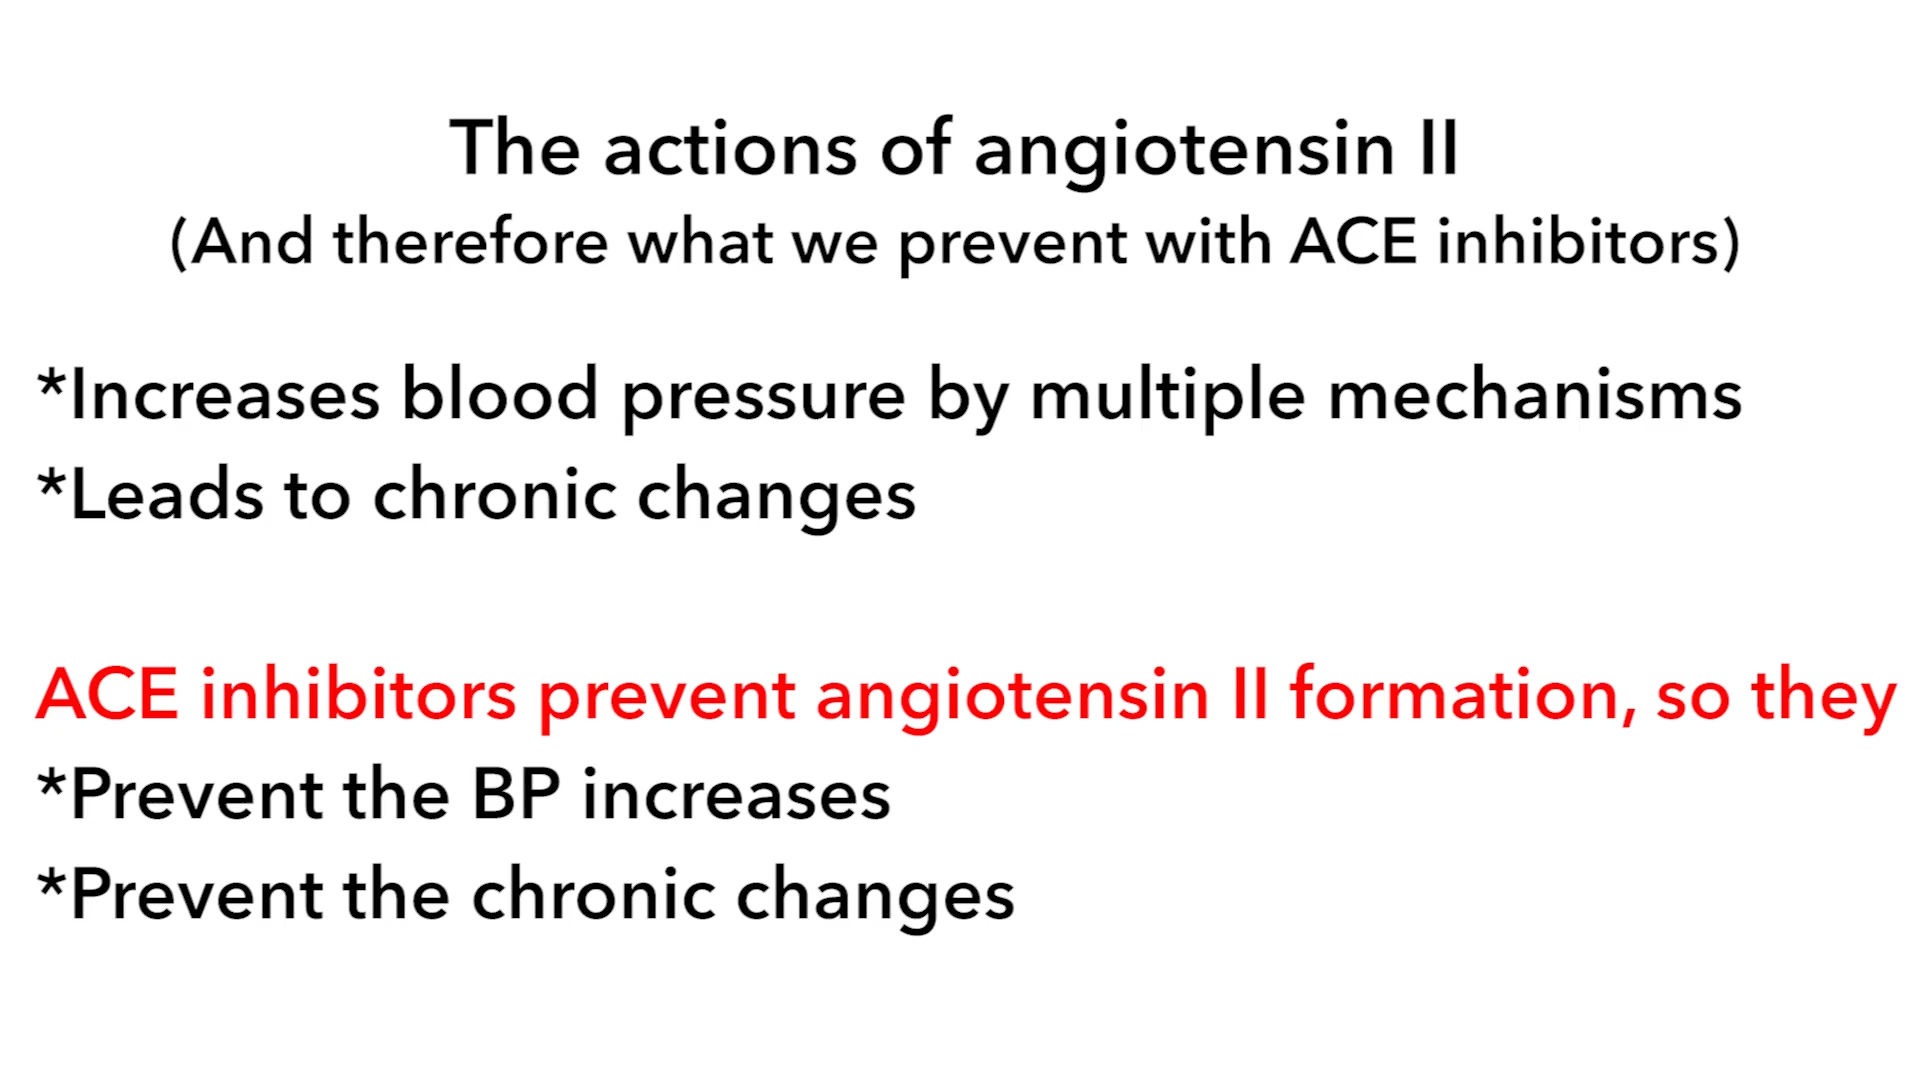 The actions of angiotensin II
(And therefore what we prevent with ACE inhibitors)
*Increases blood pressure by multiple mechanisms
*Leads to chronic changes
ACE inhibitors prevent angiotensin II formation, so they
*Prevent the BP increases
*Prevent the chronic changes